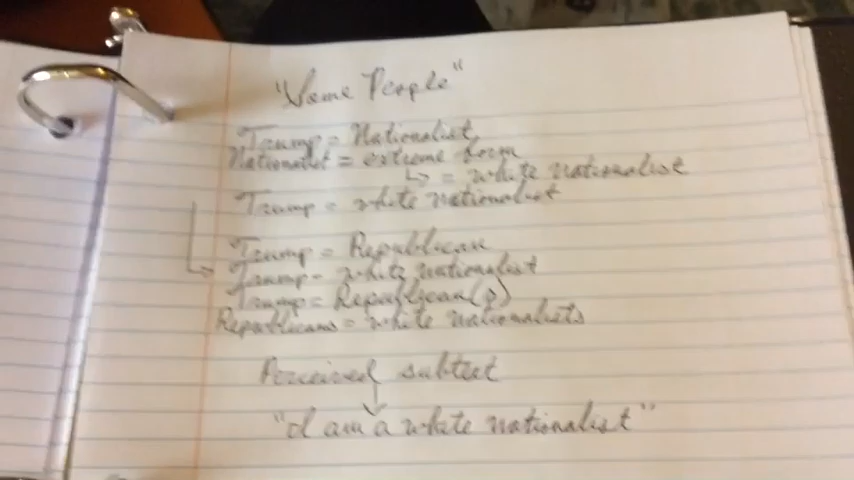 "Some People"
Trump = Nationalist
Nationalist = extreme form
↳ = white nationalist
Trump = white nationalist
Trump = Republican
Trump = white nationalist
Trump = Republican(s)
Republicans = white nationalists
Perceived subtext
"I am a white nationalist"